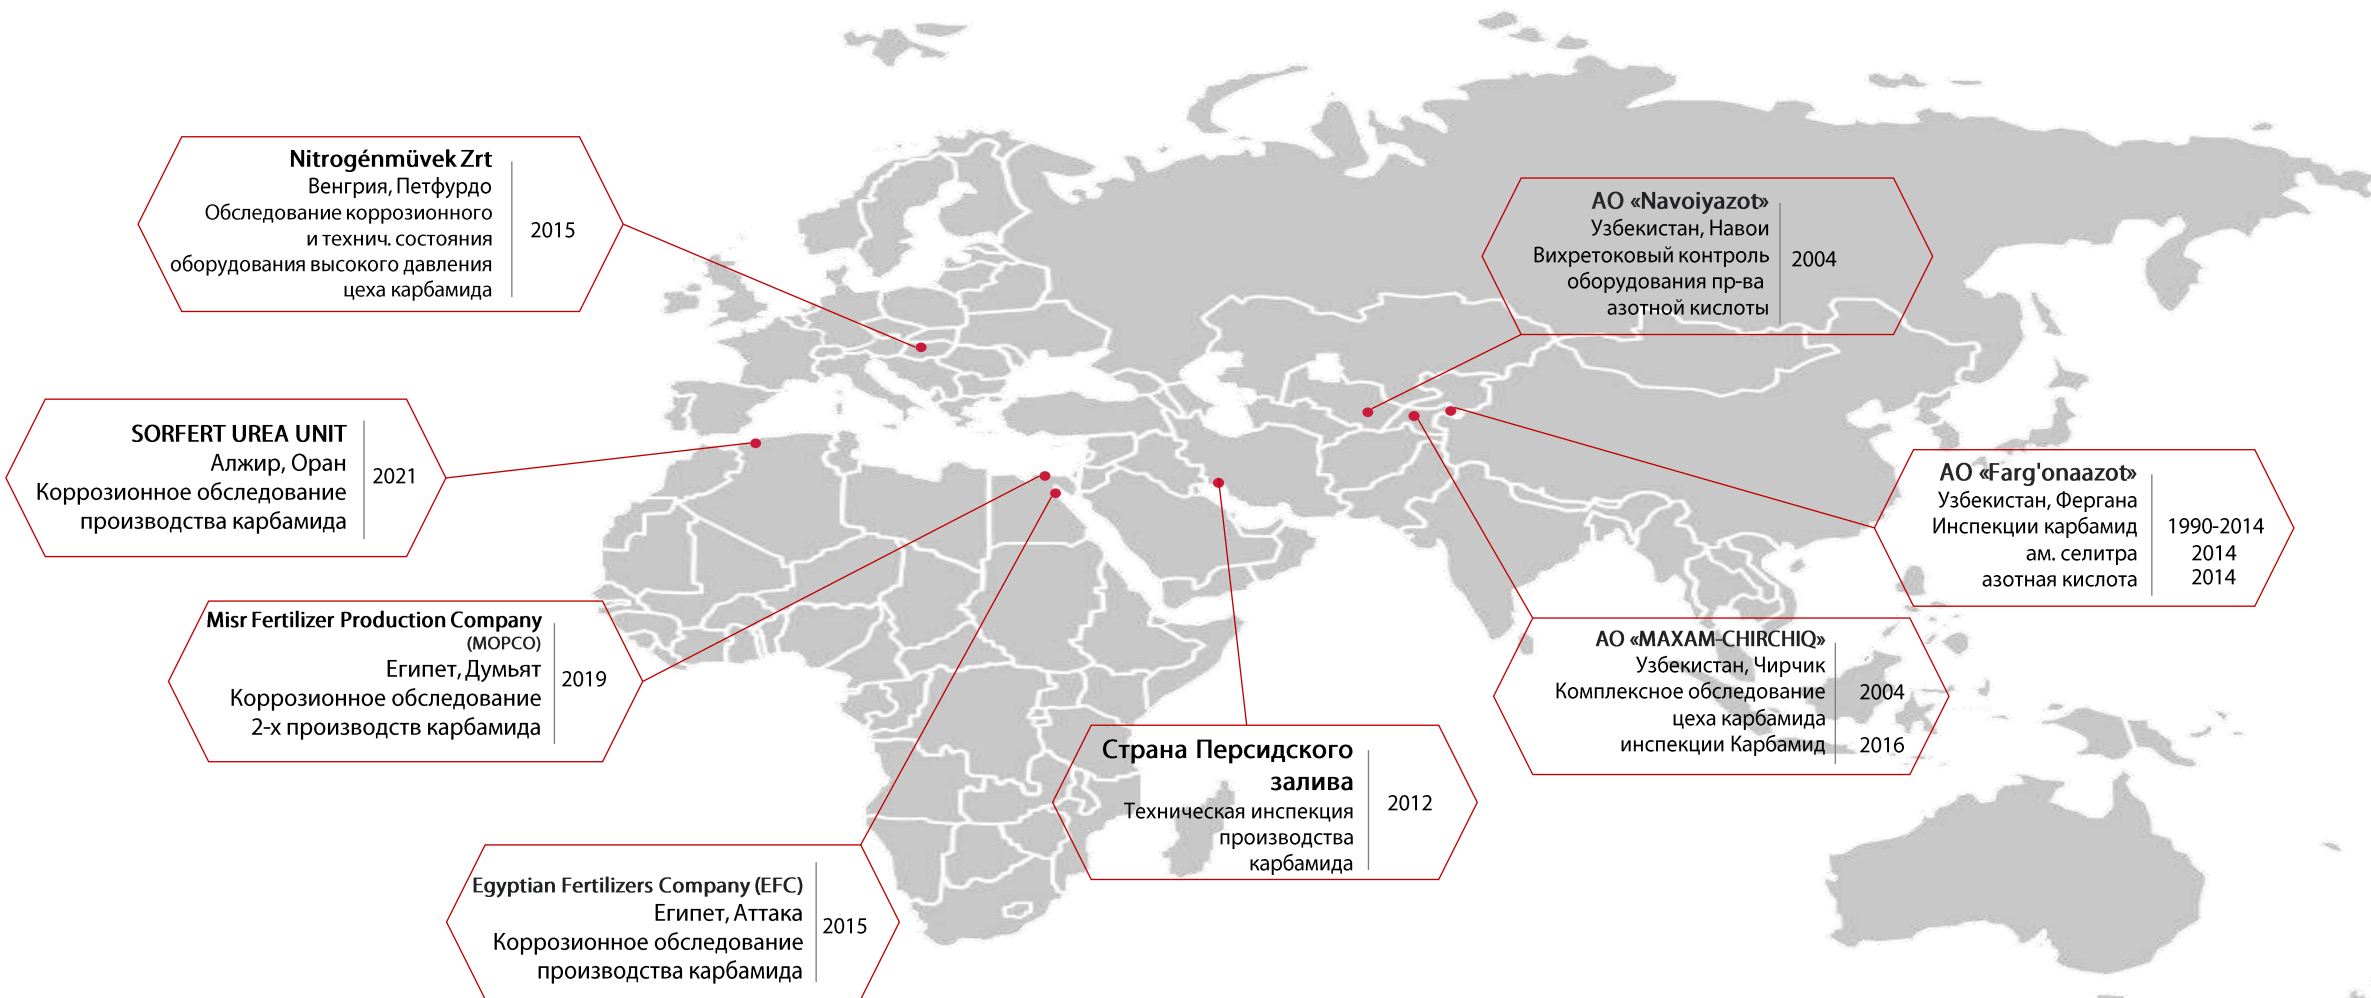 Nitrogénmüvek Zrt
Венгрия, Петфурдо
Обследование коррозионного
и технич. состояния
оборудования высокого давления
цеха карбамида
2015
АО «Navoiyazot»
Узбекистан, Навои
Вихретоковый контроль
оборудования пр-ва
азотной кислоты
2004
SORFERT UREA UNIT
Алжир, Оран
Коррозионное обследование
производства карбамида
2021
АО «Farg'onaazot»
Узбекистан, Фергана
Инспекции карбамид 1990-2014
ам. селитра 2014
азотная кислота 2014
Misr Fertilizer Production Company
(MOPCO)
Египет, Думьят
Коррозионное обследование
2-х производств карбамида
2019
АО «MAXAM-CHIRCHIQ»
Узбекистан, Чирчик
Комплексное обследование 2004
цеха карбамида
инспекции Карбамид 2016
Страна Персидского
залива
Техническая инспекция
производства
карбамида
2012
Egyptian Fertilizers Company (EFC)
Египет, Аттака
Коррозионное обследование
производства карбамида
2015